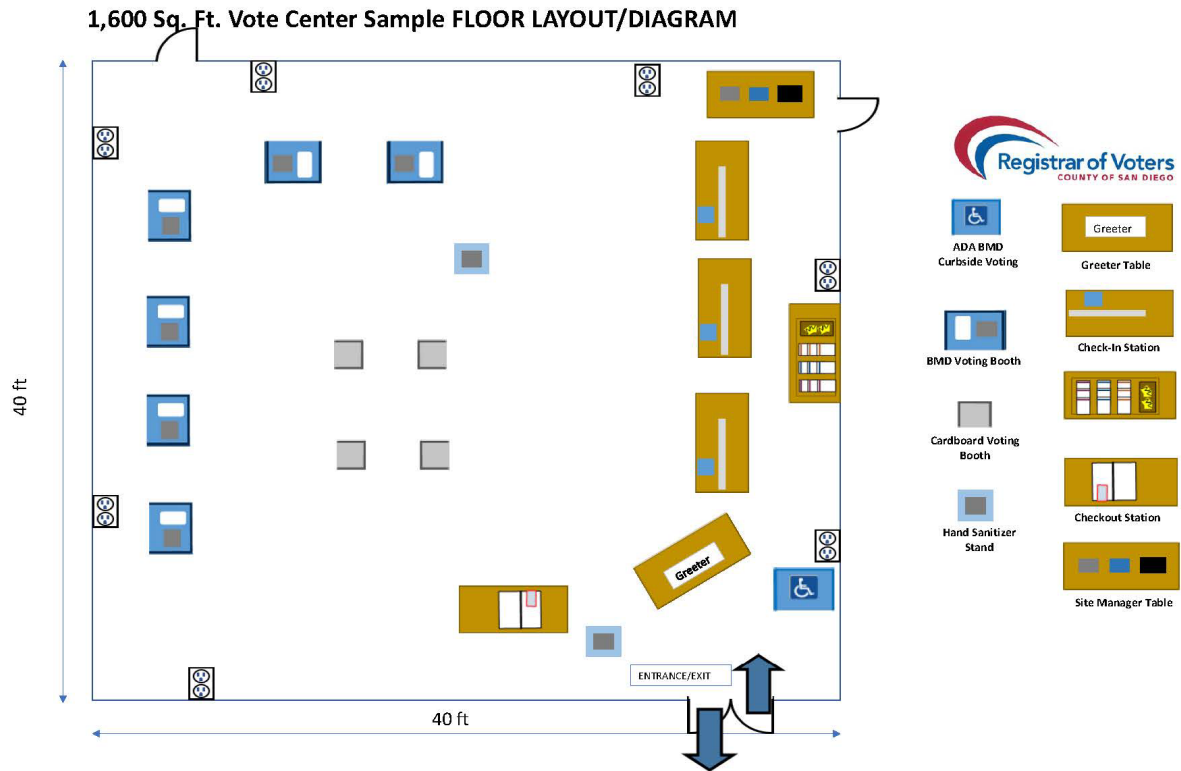 1,600 Sq. Ft. Vote Center Sample FLOOR LAYOUT/DIAGRAM
Registrar of Voters
COUNTY OF SAN DIEGO
ADA BMD
Curbside Voting
Greeter
Greeter Table
BMD Voting Booth
Check-In Station
Cardboard Voting
Booth
Checkout Station
Hand Sanitizer
Stand
Site Manager Table
40 ft
Greeter
ENTRANCE/EXIT
40 ft